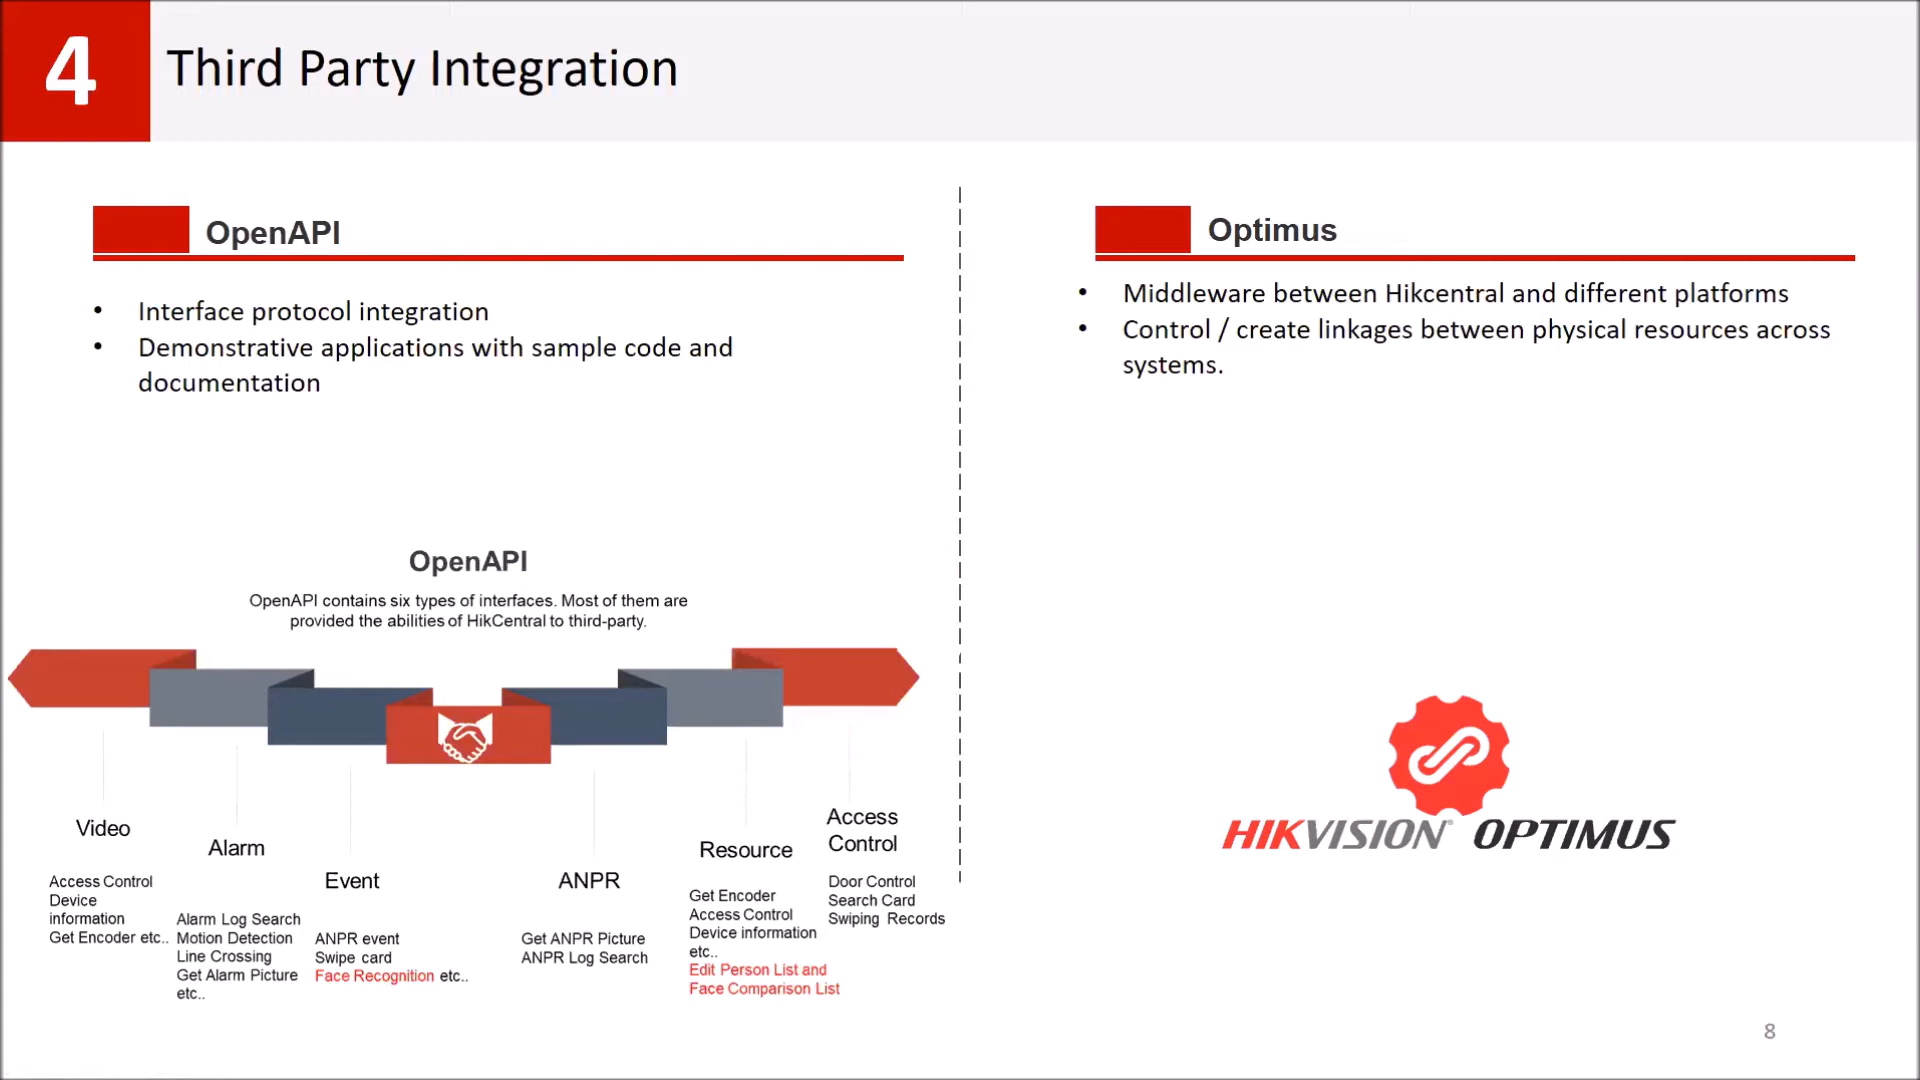 4
Third Party Integration
OpenAPI
• Interface protocol integration
• Demonstrative applications with sample code and
documentation
OpenAPI
OpenAPI contains six types of interfaces. Most of them are
provided the abilities of HikCentral to third-party.
Video
Access Control
Device
information
Get Encoder etc..
Alarm
Alarm Log Search
Motion Detection
Line Crossing
Get Alarm Picture
etc..
Event
ANPR event
Swipe card
Face Recognition etc..
ANPR
Get ANPR Picture
ANPR Log Search
Resource
Get Encoder
Access Control
Device information
etc..
Edit Person List and
Face Comparison List
Access
Control
Door Control
Search Card
Swiping Records
Optimus
• Middleware between Hikcentral and different platforms
• Control / create linkages between physical resources across
systems.
HIKVISION® OPTIMUS
8